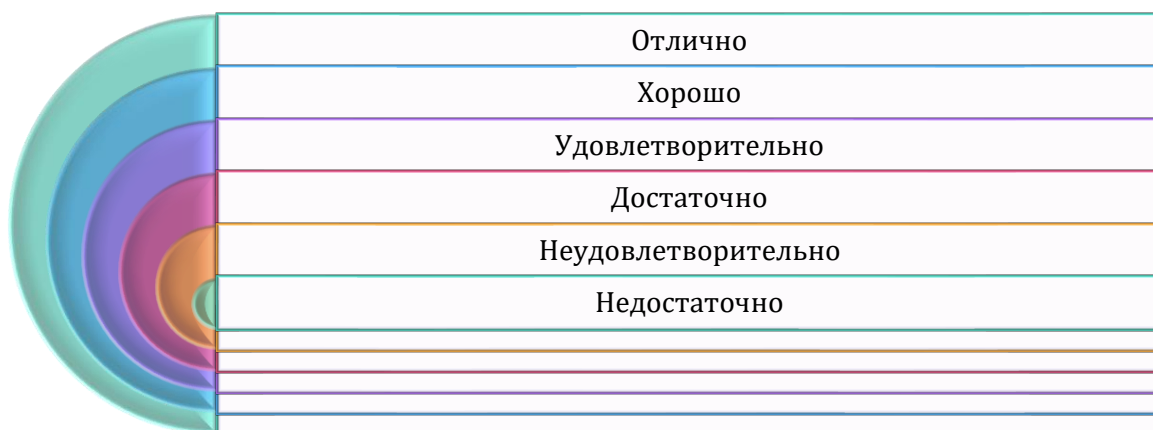 Отлично
Хорошо
Удовлетворительно
Достаточно
Неудовлетворительно
Недостаточно